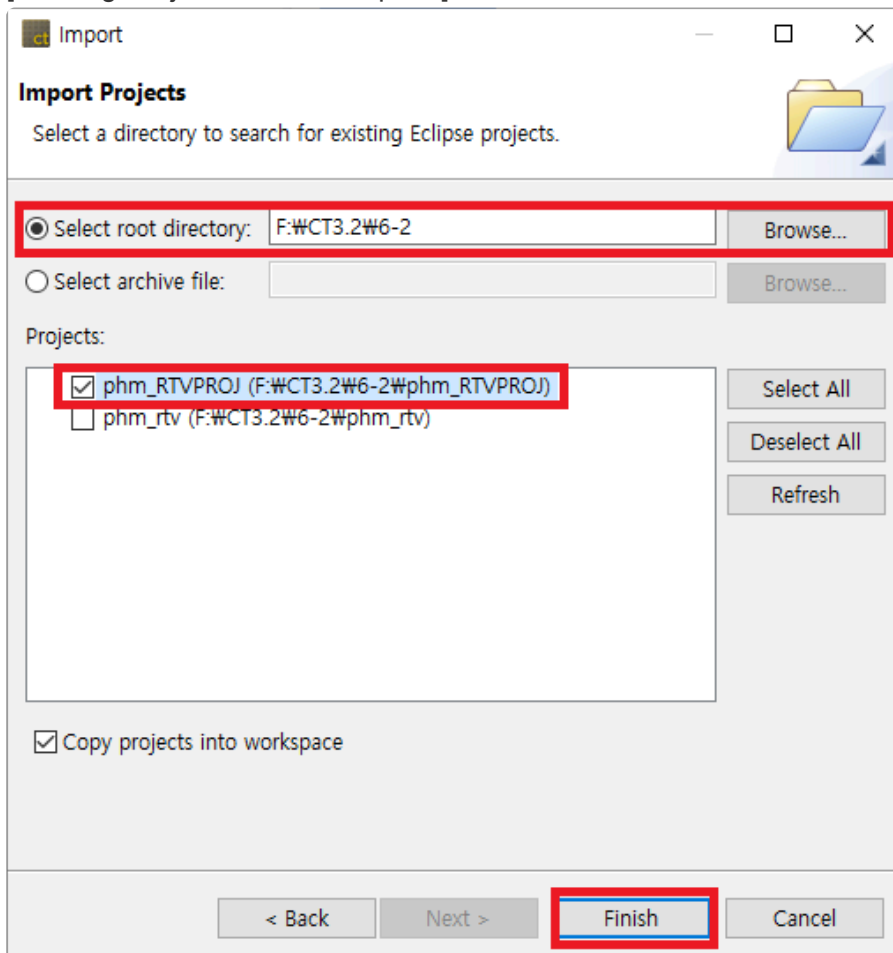 ct Import
Import Projects
Select a directory to search for existing Eclipse projects.
Select root directory: F:₩CT3.2₩6-2 Browse...
Select archive file: Browse...
Projects:
phm_RTVPROJ (F:₩CT3.2₩6-2₩phm_RTVPROJ)
phm_rtv (F:₩CT3.2₩6-2₩phm_rtv)
Select All
Deselect All
Refresh
Copy projects into workspace
< Back Next > Finish Cancel